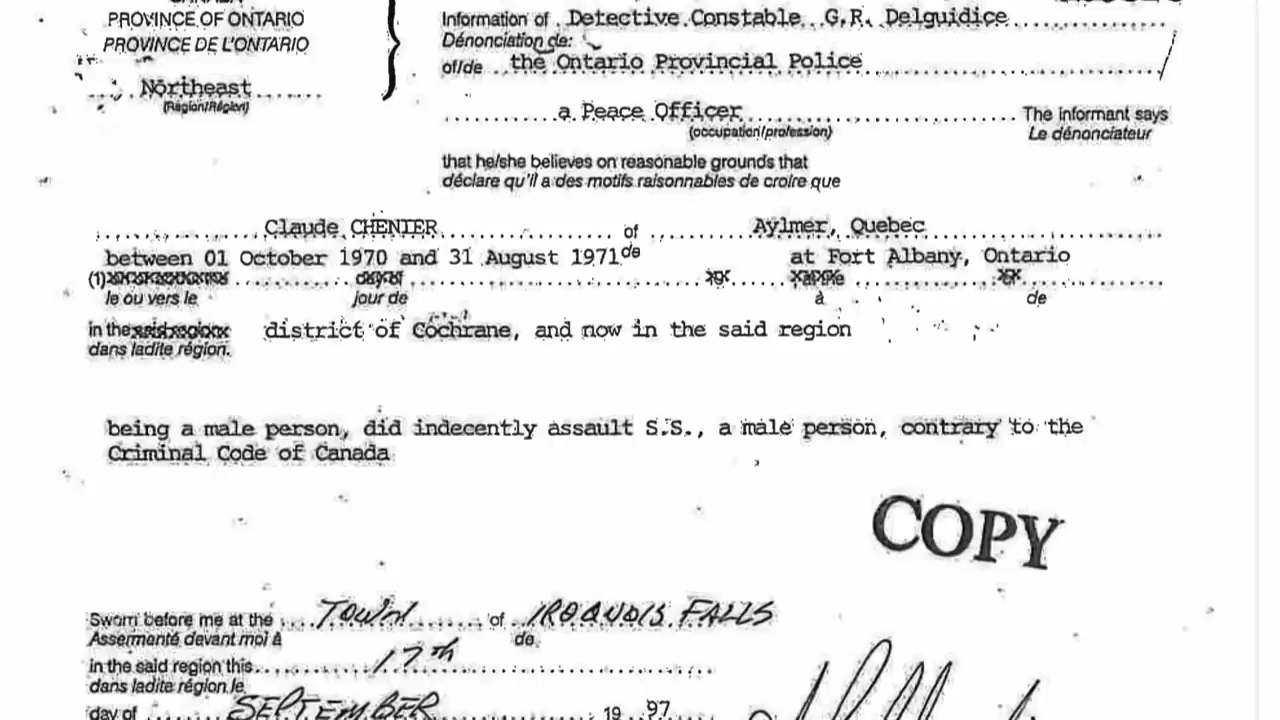 PROVINCE OF ONTARIO
PROVINCE DE L'ONTARIO
Northeast
(Region/Région)
Information of Detective Constable G.R. Delguidice
Dénonciation de:
of/de the Ontario Provincial Police
a Peace Officer
(occupation/profession)
The informant says
Le dénonciateur
that he/she believes on reasonable grounds that
déclare qu'il a des motifs raisonnables de croire que
Claude CHENIER of Aylmer, Quebec
between 01 October 1970 and 31 August 1971 de at Fort Albany, Ontario
(1)
le ou vers le jour de à de
in the district of Cochrane, and now in the said region
dans ladite région.
being a male person, did indecently assault S.S., a male person, contrary to the
Criminal Code of Canada
COPY
Sworn before me at the TOWN of IROQUOIS FALLS
Assermenté devant moi à de
in the said region this 17th
dans ladite région le
day of SEPTEMBER 19 97